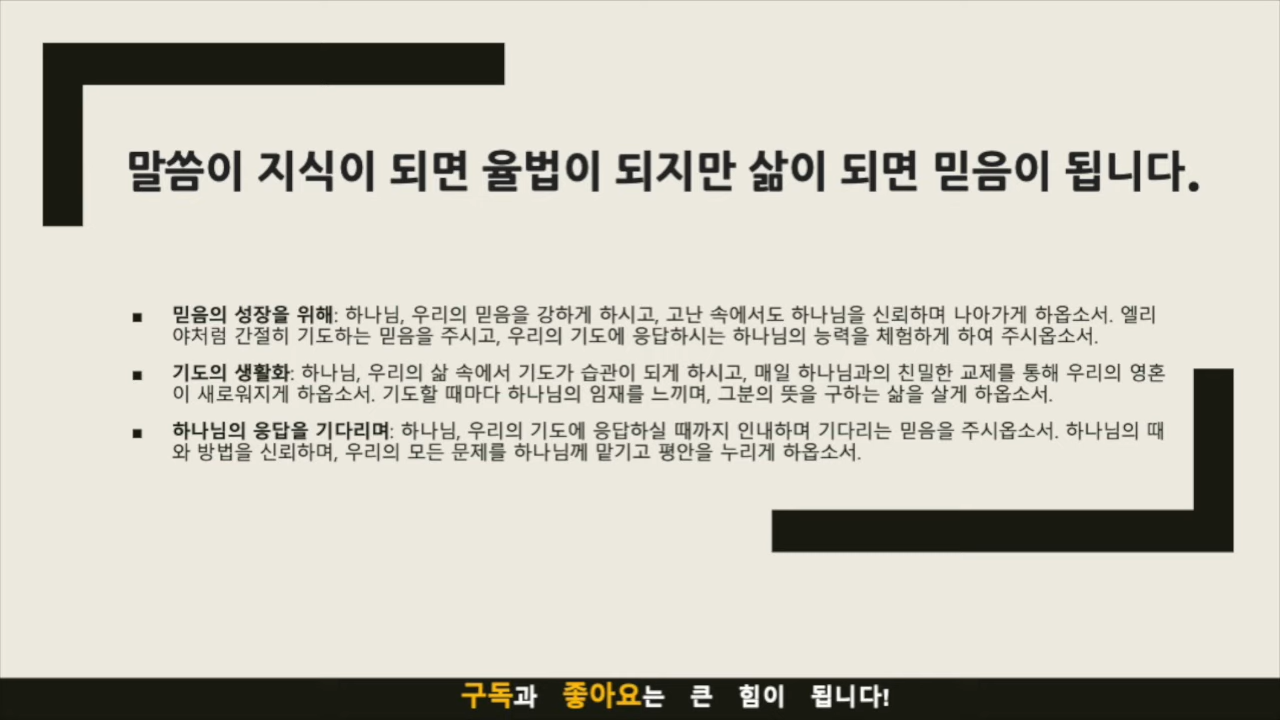 말씀이 지식이 되면 율법이 되지만 삶이 되면 믿음이 됩니다.
■ 믿음의 성장을 위해: 하나님, 우리의 믿음을 강하게 하시고, 고난 속에서도 하나님을 신뢰하며 나아가게 하옵소서. 엘리
야처럼 간절히 기도하는 믿음을 주시고, 우리의 기도에 응답하시는 하나님의 능력을 체험하게 하여 주시옵소서.
■ 기도의 생활화: 하나님, 우리의 삶 속에서 기도가 습관이 되게 하시고, 매일 하나님과의 친밀한 교제를 통해 우리의 영혼
이 새로워지게 하옵소서. 기도할 때마다 하나님의 임재를 느끼며, 그분의 뜻을 구하는 삶을 살게 하옵소서.
■ 하나님의 응답을 기다리며: 하나님, 우리의 기도에 응답하실 때까지 인내하며 기다리는 믿음을 주시옵소서. 하나님의 때
와 방법을 신뢰하며, 우리의 모든 문제를 하나님께 맡기고 평안을 누리게 하옵소서.
구독과 좋아요는 큰 힘이 됩니다!